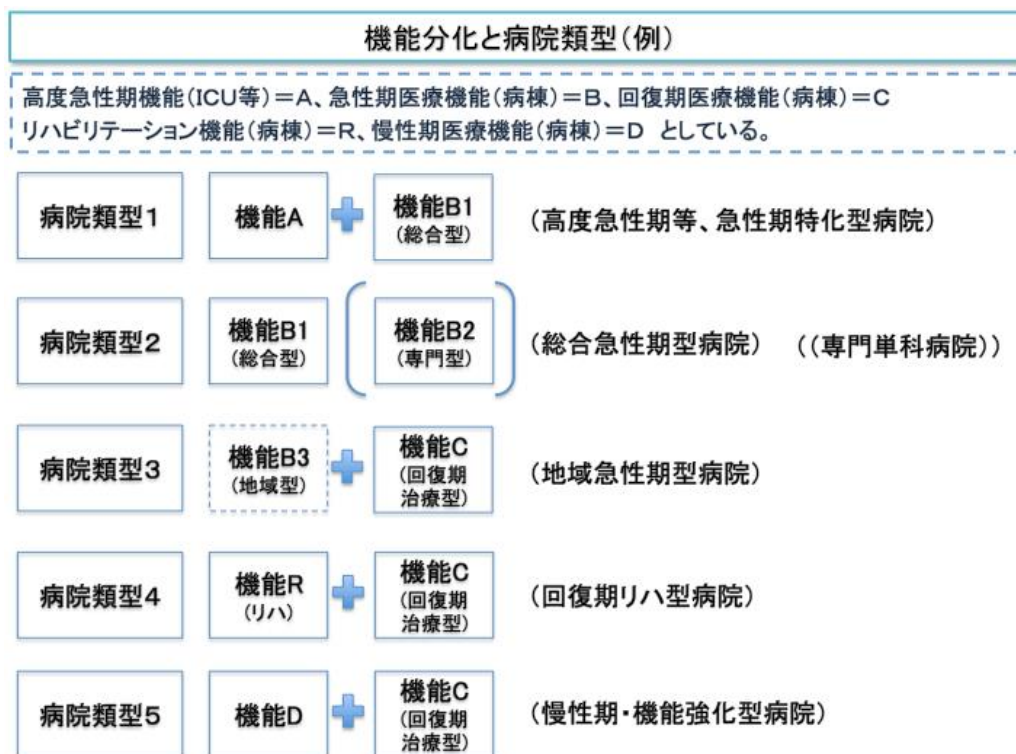 機能分化と病院類型(例)
高度急性期機能(ICU等)=A、急性期医療機能(病棟)=B、回復期医療機能(病棟)=C
リハビリテーション機能(病棟)=R、慢性期医療機能(病棟)=D としている。
病院類型1
機能A
機能B1
(総合型)
(高度急性期等、急性期特化型病院)
病院類型2
機能B1
(総合型)
機能B2
(専門型)
(総合急性期型病院) ((専門単科病院))
病院類型3
機能B3
(地域型)
機能C
(回復期
治療型)
(地域急性期型病院)
病院類型4
機能R
(リハ)
機能C
(回復期
治療型)
(回復期リハ型病院)
病院類型5
機能D
機能C
(回復期
治療型)
(慢性期・機能強化型病院)